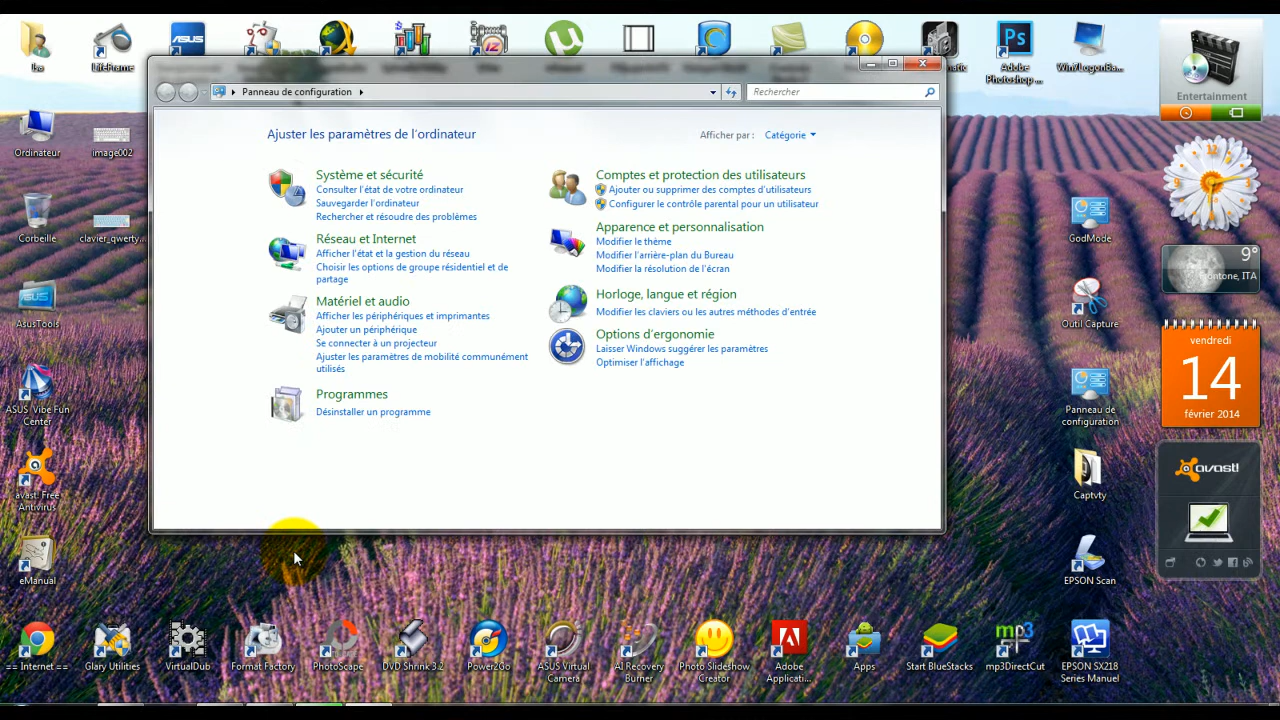 Lisa
LifeFrame
Adobe
Photoshop ...
Win7LogonBa...
Entertainment
Panneau de configuration
Rechercher
Ajuster les paramètres de l'ordinateur
Afficher par :
Catégorie
Système et sécurité
Consulter l'état de votre ordinateur
Sauvegarder l'ordinateur
Rechercher et résoudre des problèmes
Réseau et Internet
Afficher l'état et la gestion du réseau
Choisir les options de groupe résidentiel et de
partage
Matériel et audio
Afficher les périphériques et imprimantes
Ajouter un périphérique
Se connecter à un projecteur
Ajuster les paramètres de mobilité communément
utilisés
Programmes
Désinstaller un programme
Comptes et protection des utilisateurs
Ajouter ou supprimer des comptes d'utilisateurs
Configurer le contrôle parental pour un utilisateur
Apparence et personnalisation
Modifier le thème
Modifier l'arrière-plan du Bureau
Modifier la résolution de l'écran
Horloge, langue et région
Modifier les claviers ou les autres méthodes d'entrée
Options d'ergonomie
Laisser Windows suggérer les paramètres
Optimiser l'affichage
Ordinateur
image002
Corbeille
clavier_qwerty...
AsusTools
ASUS Vibe Fun
Center
avast! Free
Antivirus
eManual
GodMode
Outil Capture
Panneau de
configuration
Captvty
EPSON Scan
12
9°
ITA
vendredi
14
février 2014
avast!
== Internet ==
Glary Utilities
VirtualDub
Format Factory
PhotoScape
DVD Shrink 3.2
Power2Go
ASUS Virtual
Camera
AI Recovery
Burner
Photo Slideshow
Creator
Adobe
Applicati...
Apps
Start BlueStacks
mp3DirectCut
EPSON SX218
Series Manuel